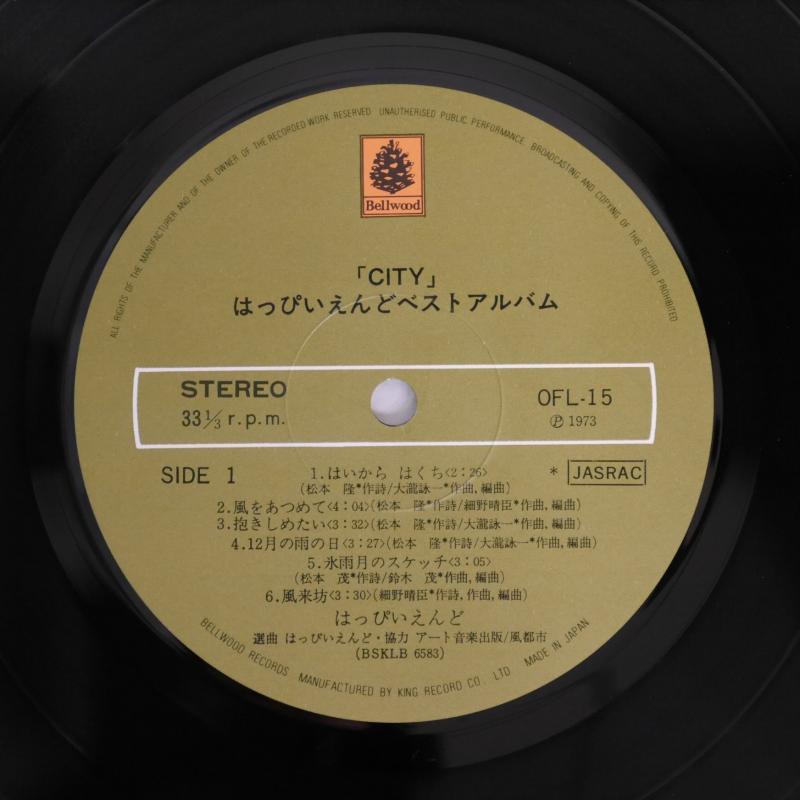 ALL RIGHTS OF THE MANUFACTURER AND OF THE OWNER OF THE RECORDED WORK RESERVED UNAUTHORISED PUBLIC PERFORMANCE, BROADCASTING AND COPYING OF THIS RECORD PROHIBITED
Bellwood
「CITY」
はっぴいえんどベストアルバム
STEREO
33⅓ r.p.m.
OFL-15
Ⓟ 1973
SIDE 1
* JASRAC
1.はいから はくち<2:26>
(松本 隆*作詩/大瀧詠一*作曲,編曲)
2.風をあつめて<4:04>(松本 隆*作詩/細野晴臣*作曲,編曲)
3.抱きしめたい<3:32>(松本 隆*作詩/大瀧詠一*作曲,編曲)
4.12月の雨の日<3:27>(松本 隆*作詩/大瀧詠一*作曲,編曲)
5.氷雨月のスケッチ<3:05>
(松本 茂*作詩/鈴木 茂*作曲,編曲)
6.風来坊<3:30>(細野晴臣*作詩,作曲,編曲)
はっぴいえんど
選曲 はっぴいえんど・協力 アート音楽出版/風都市
(BSKLB 6583)
BELLWOOD RECORDS MANUFACTURED BY KING RECORD CO., LTD MADE IN JAPAN